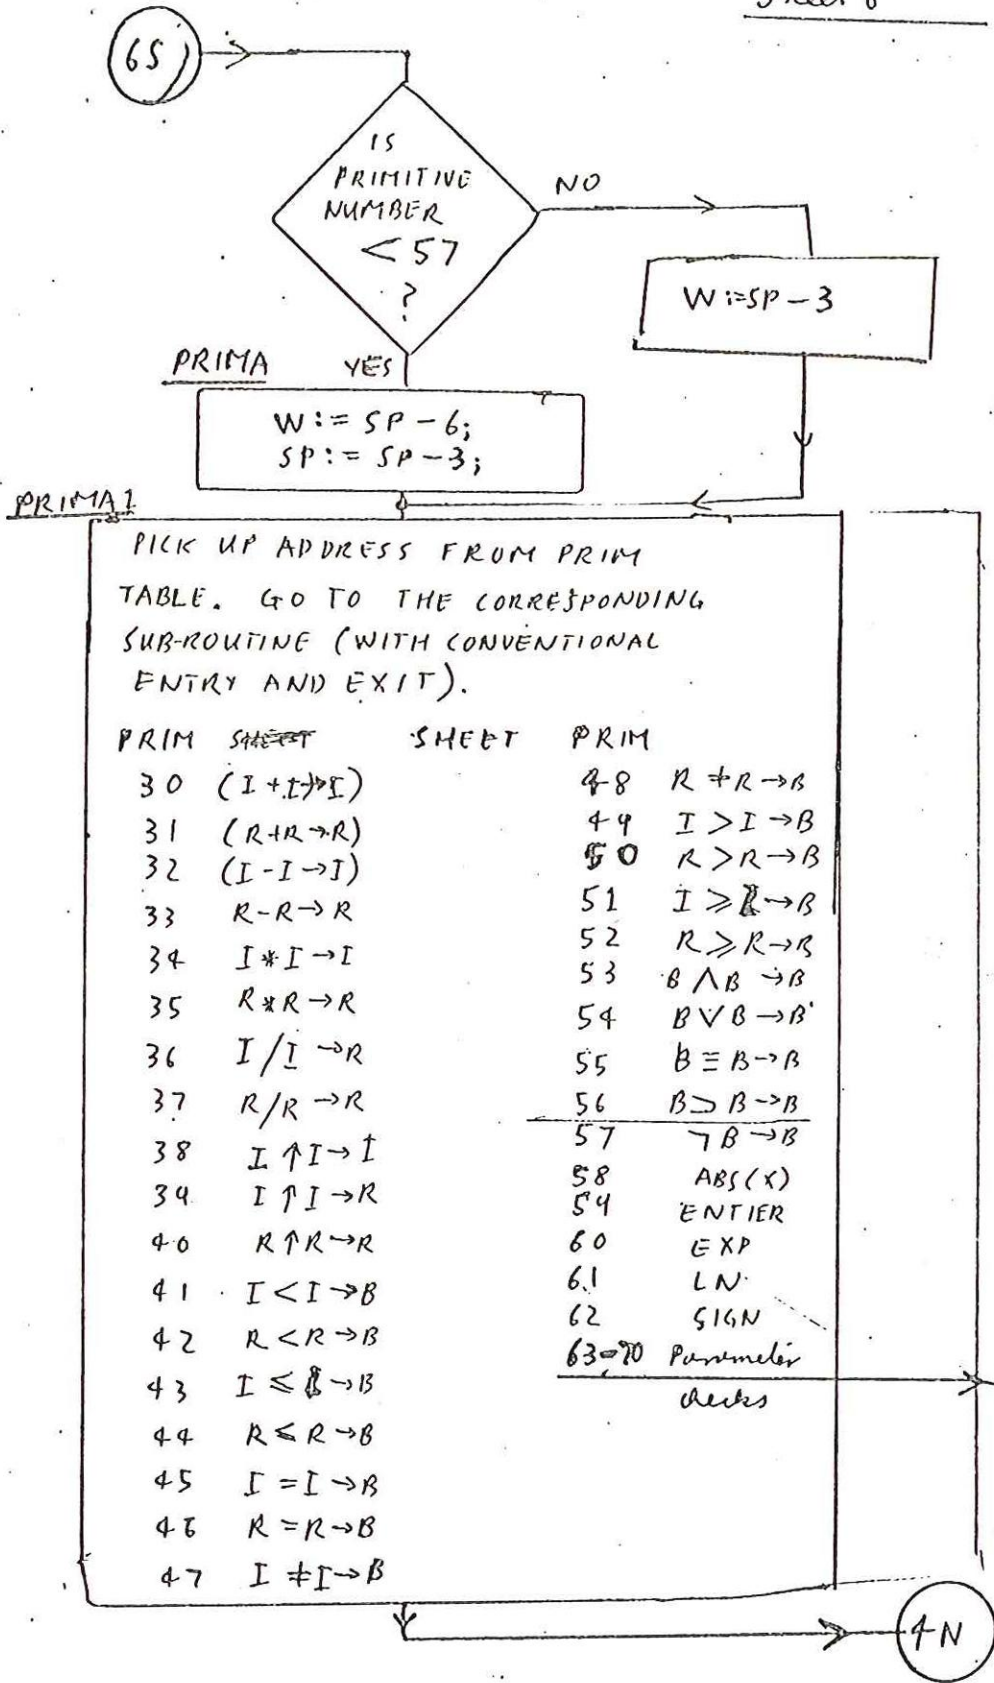 Sheet 6
6S
IS
PRIMITIVE
NUMBER
< 57
?
NO
W:=SP-3
PRIMA
YES
W:= SP-6;
SP:= SP-3;
PRIMA1
PICK UP ADDRESS FROM PRIM
TABLE. GO TO THE CORRESPONDING
SUB-ROUTINE (WITH CONVENTIONAL
ENTRY AND EXIT).
PRIM SHEET SHEET PRIM
30 (I+I→I)
31 (R+R→R)
32 (I-I→I)
33 R-R→R
34 I*I→I
35 R*R→R
36 I/I→R
37 R/R→R
38 I↑I→I
39 I↑I→R
40 R↑R→R
41 I<I→B
42 R<R→B
43 I≤I→B
44 R≤R→B
45 I=I→B
46 R=R→B
47 I≠I→B
48 R≠R→B
49 I>I→B
50 R>R→B
51 I≥I→B
52 R≥R→B
53 B∧B→B
54 B∨B→B
55 B≡B→B
56 B⊃B→B
57 ¬B→B
58 ABS(X)
59 ENTIER
60 EXP
61 LN
62 SIGN
63-70 Parameter
checks
4N